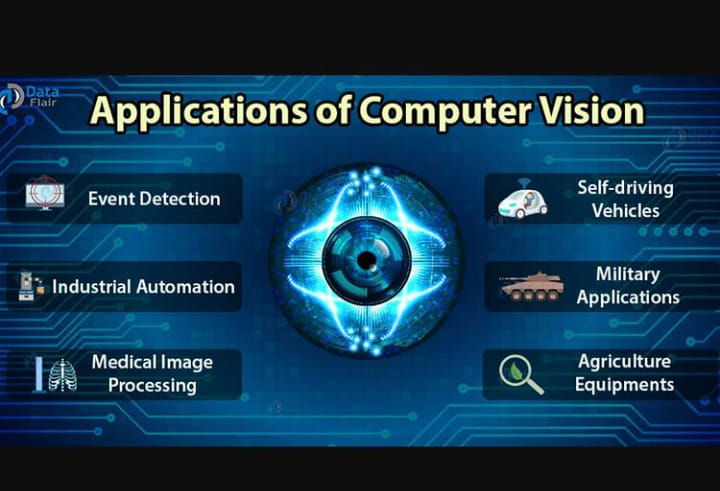 Data
Flair
Applications of Computer Vision
Event Detection
Self-driving
Vehicles
Industrial Automation
Military
Applications
Medical Image
Processing
Agriculture
Equipments